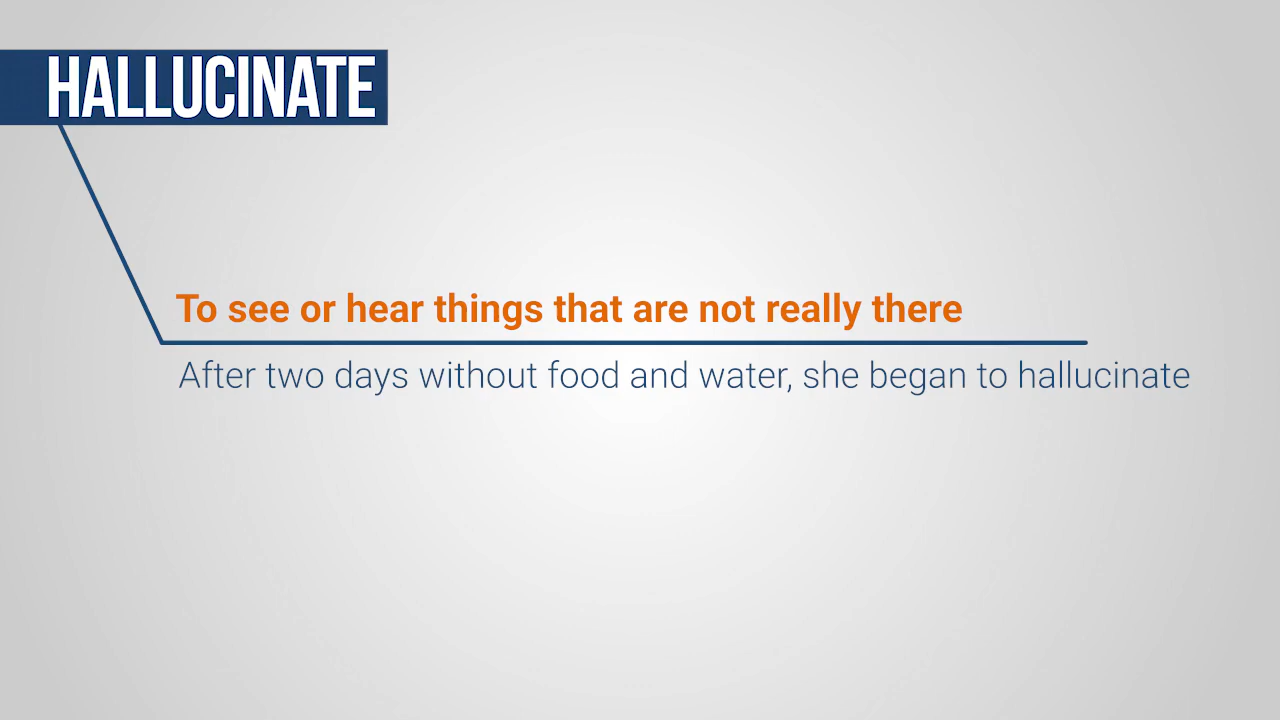 HALLUCINATE
To see or hear things that are not really there
After two days without food and water, she began to hallucinate